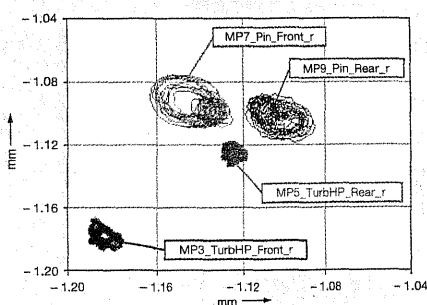 −1.04
MP7_Pin_Front_r
MP9_Pin_Rear_r
−1.08
mm
−1.12
MP5_TurbHP_Rear_r
−1.16
MP3_TurbHP_Front_r
−1.20
−1.20
−1.16
−1.12
−1.08
−1.04
mm